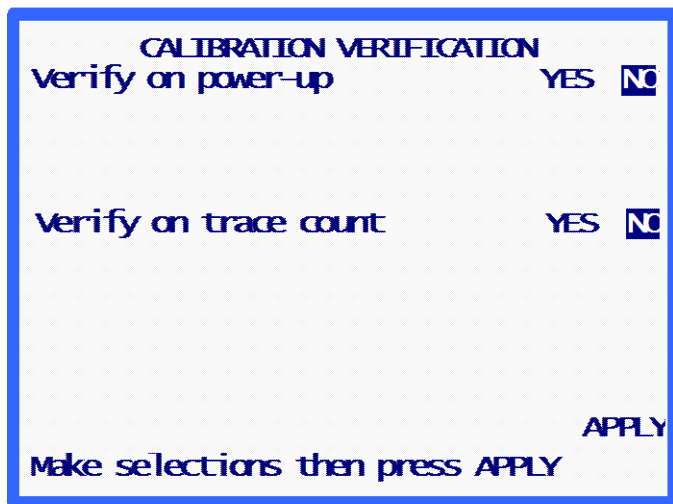 CALIBRATION VERIFICATION
Verify on power-up YES NO
Verify on trace count YES NO
APPLY
Make selections then press APPLY